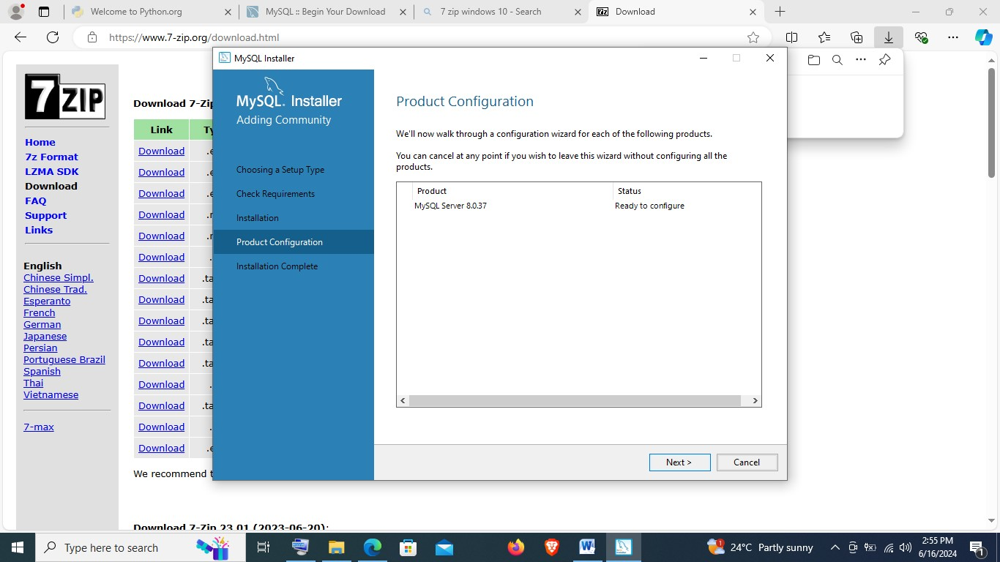 Welcome to Python.org
MySQL :: Begin Your Download
7 zip windows 10 - Search
7z Download
https://www.7-zip.org/download.html
MySQL Installer
7 ZIP
Home
7z Format
LZMA SDK
Download
FAQ
Support
Links
English
Chinese Simpl.
Chinese Trad.
Esperanto
French
German
Japanese
Persian
Portuguese Brazil
Spanish
Thai
Vietnamese
7-max
Download 7-Zip
Link
Download
Download
Download
Download
Download
Download
Download .ta
Download .ta
Download .ta
Download .ta
Download .ta
Download
Download .ta
Download
Download
We recommend
Download 7-Zip 23.01 (2023-06-20):
MySQL. Installer
Adding Community
Choosing a Setup Type
Check Requirements
Installation
Product Configuration
Installation Complete
Product Configuration
We'll now walk through a configuration wizard for each of the following products.
You can cancel at any point if you wish to leave this wizard without configuring all the
products.
Product Status
MySQL Server 8.0.37 Ready to configure
Next > Cancel
Type here to search
1
24°C Partly sunny
2:55 PM
6/16/2024
1